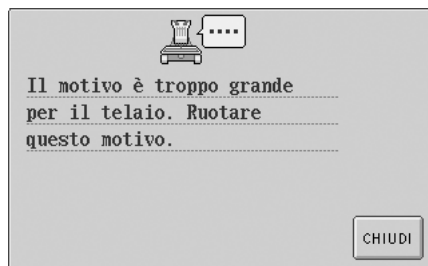 Il motivo è troppo grande
per il telaio. Ruotare
questo motivo.
CHIUDI